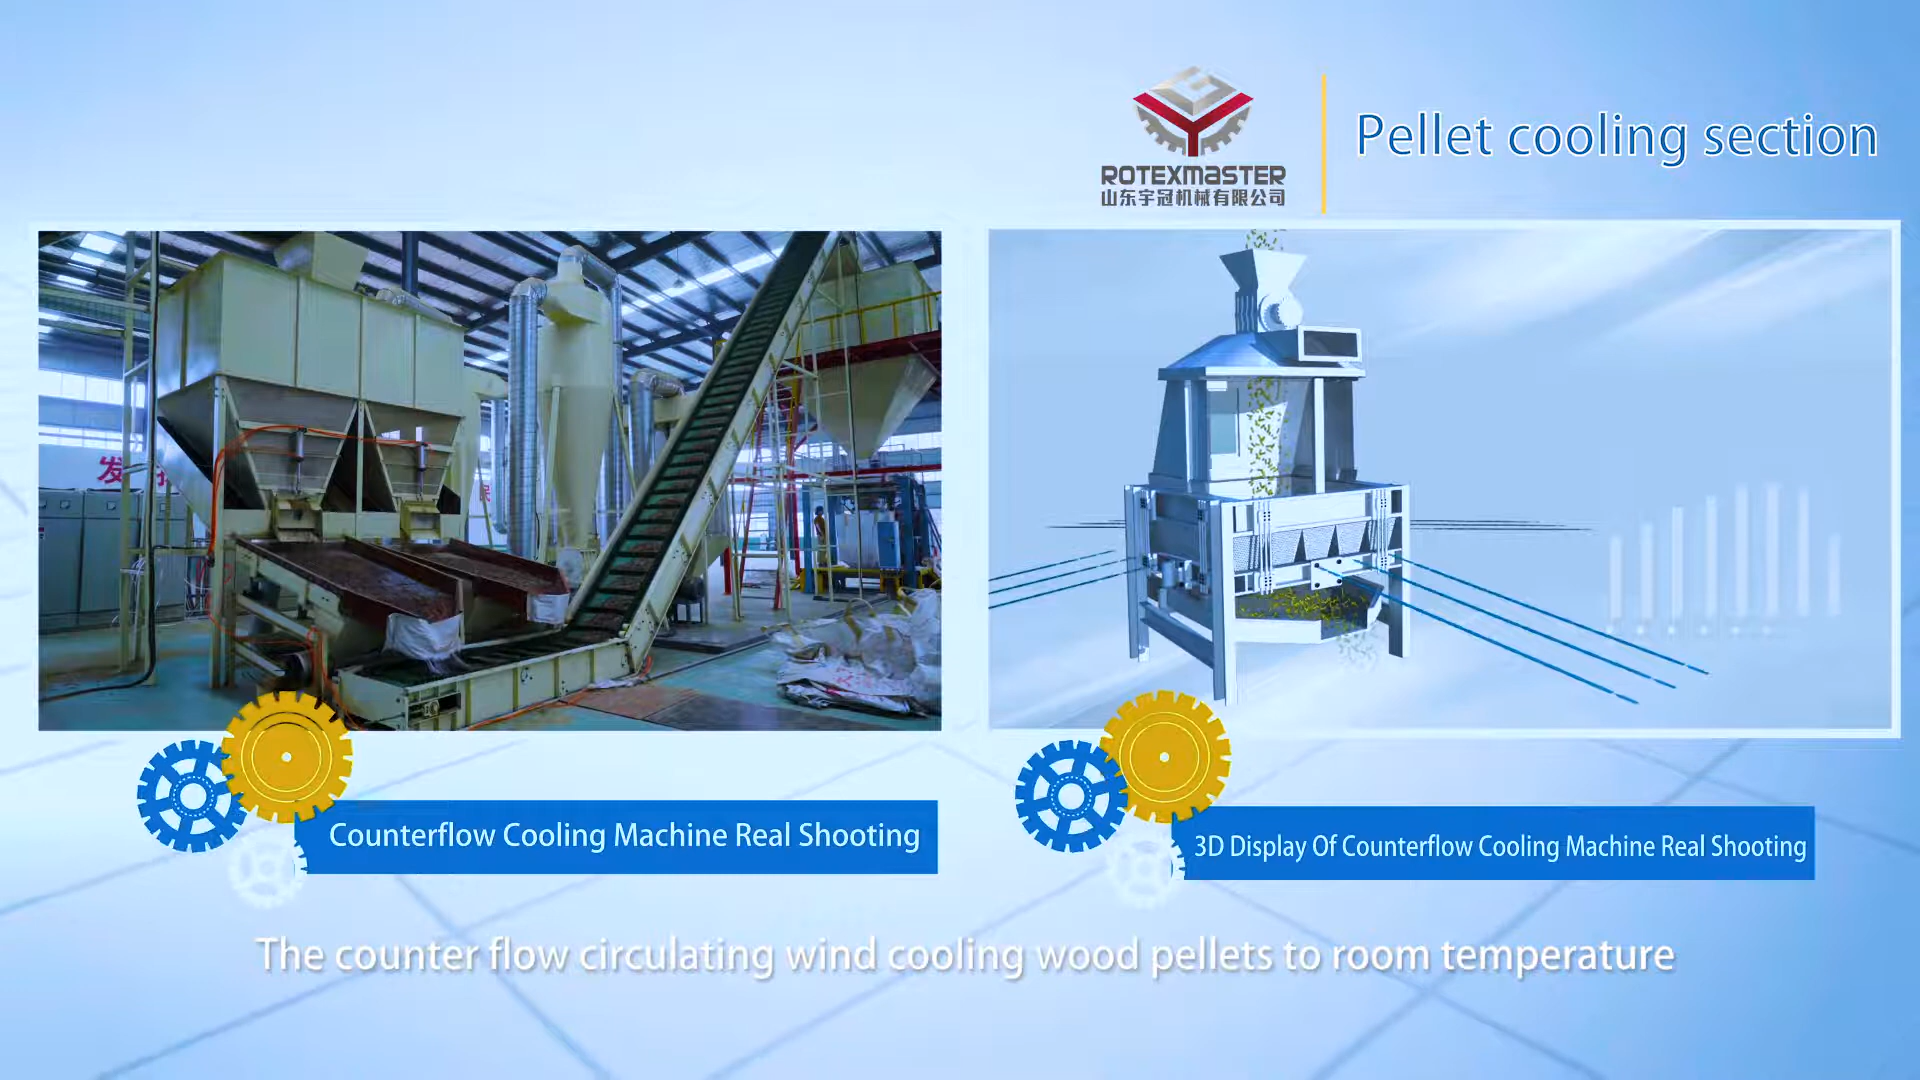 ROTEXMASTER
山东宇冠机械有限公司
Pellet cooling section
发
Counterflow Cooling Machine Real Shooting
3D Display Of Counterflow Cooling Machine Real Shooting
The counter flow circulating wind cooling wood pellets to room temperature